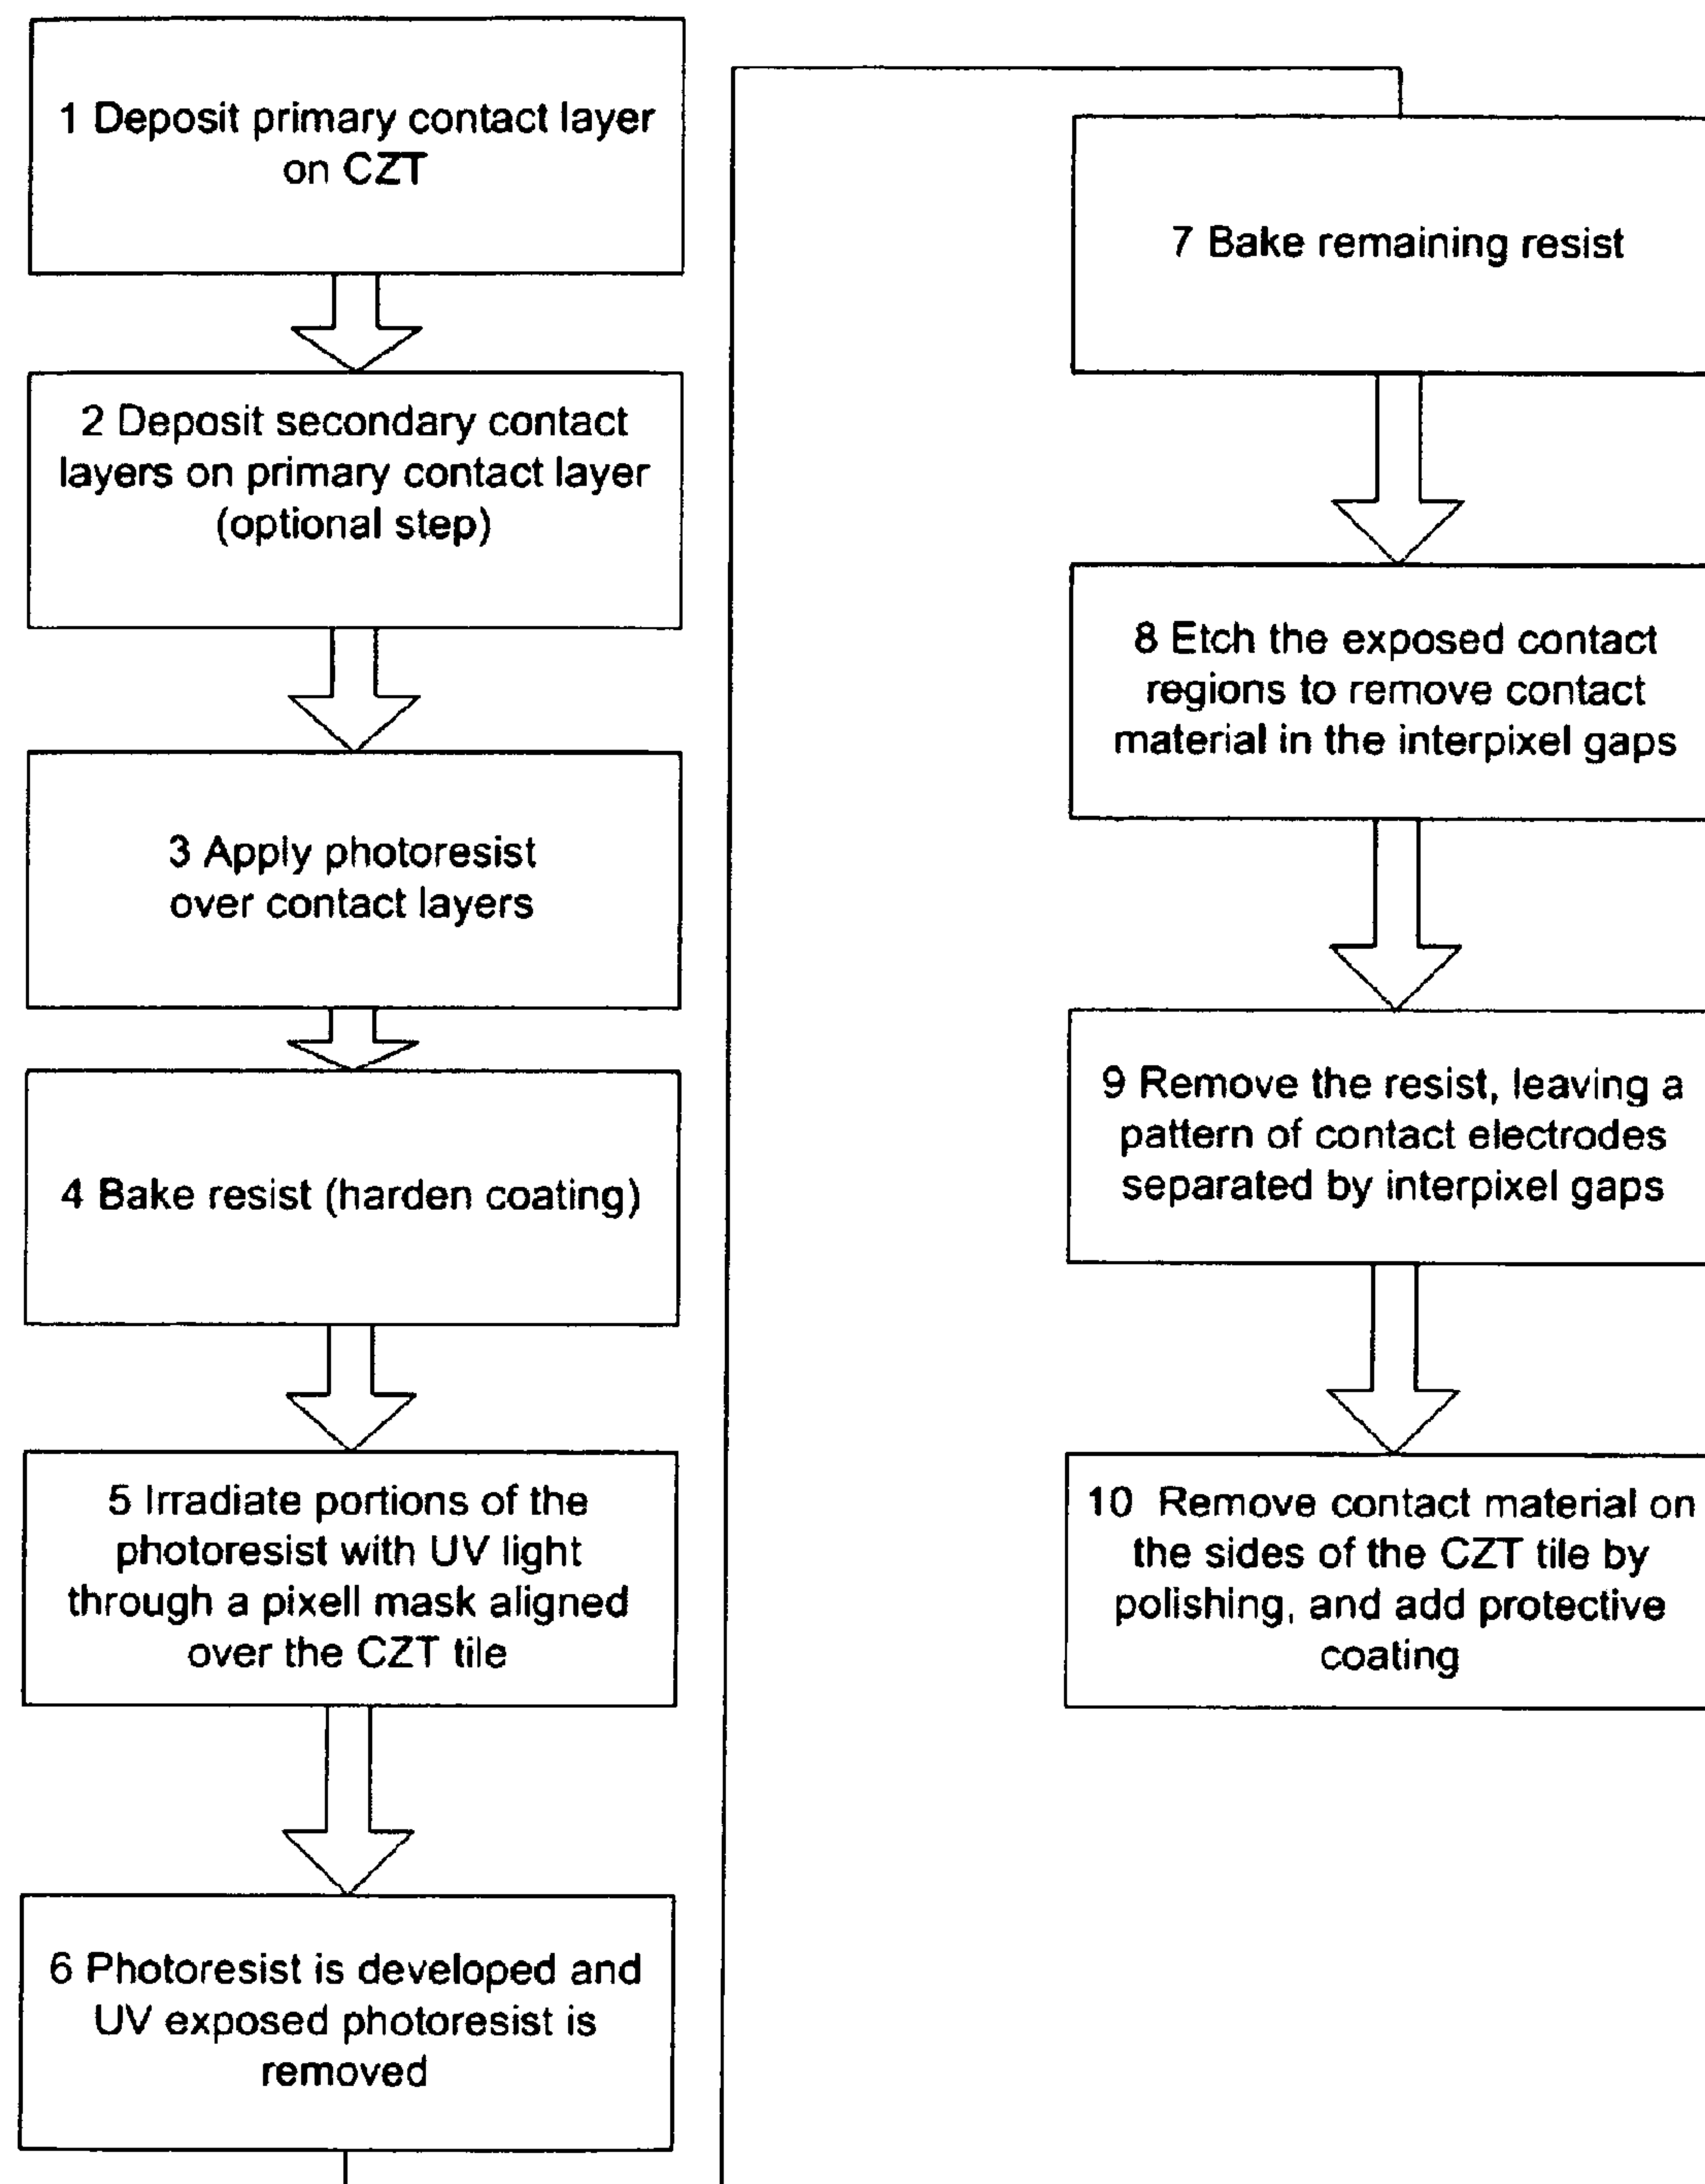 1 Deposit primary contact layer
on CZT
2 Deposit secondary contact
layers on primary contact layer
(optional step)
3 Apply photoresist
over contact layers
4 Bake resist (harden coating)
5 Irradiate portions of the
photoresist with UV light
through a pixell mask aligned
over the CZT tile
6 Photoresist is developed and
UV exposed photoresist is
removed
7 Bake remaining resist
8 Etch the exposed contact
regions to remove contact
material in the interpixel gaps
9 Remove the resist, leaving a
pattern of contact electrodes
separated by interpixel gaps
10 Remove contact material on
the sides of the CZT tile by
polishing, and add protective
coating